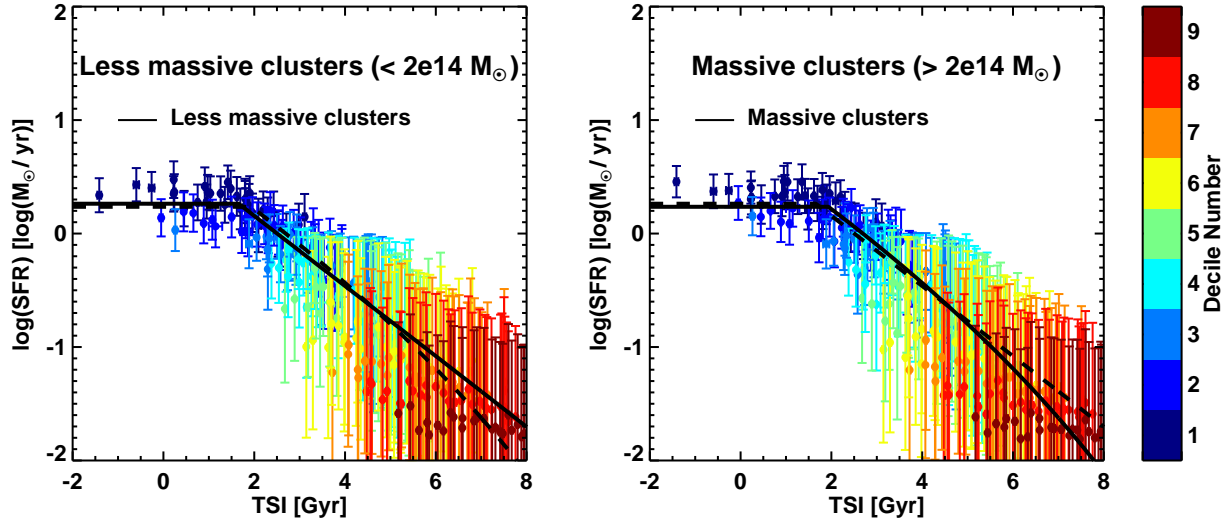 2
1
0
-1
-2
log(SFR) [log(M⊙/ yr)]
Less massive clusters (< 2e14 M⊙)
Less massive clusters
-2 0 2 4 6 8
TSI [Gyr]
2
1
0
-1
-2
log(SFR) [log(M⊙/ yr)]
Massive clusters (> 2e14 M⊙)
Massive clusters
-2 0 2 4 6 8
TSI [Gyr]
9
8
7
6
5
4
3
2
1
Decile Number